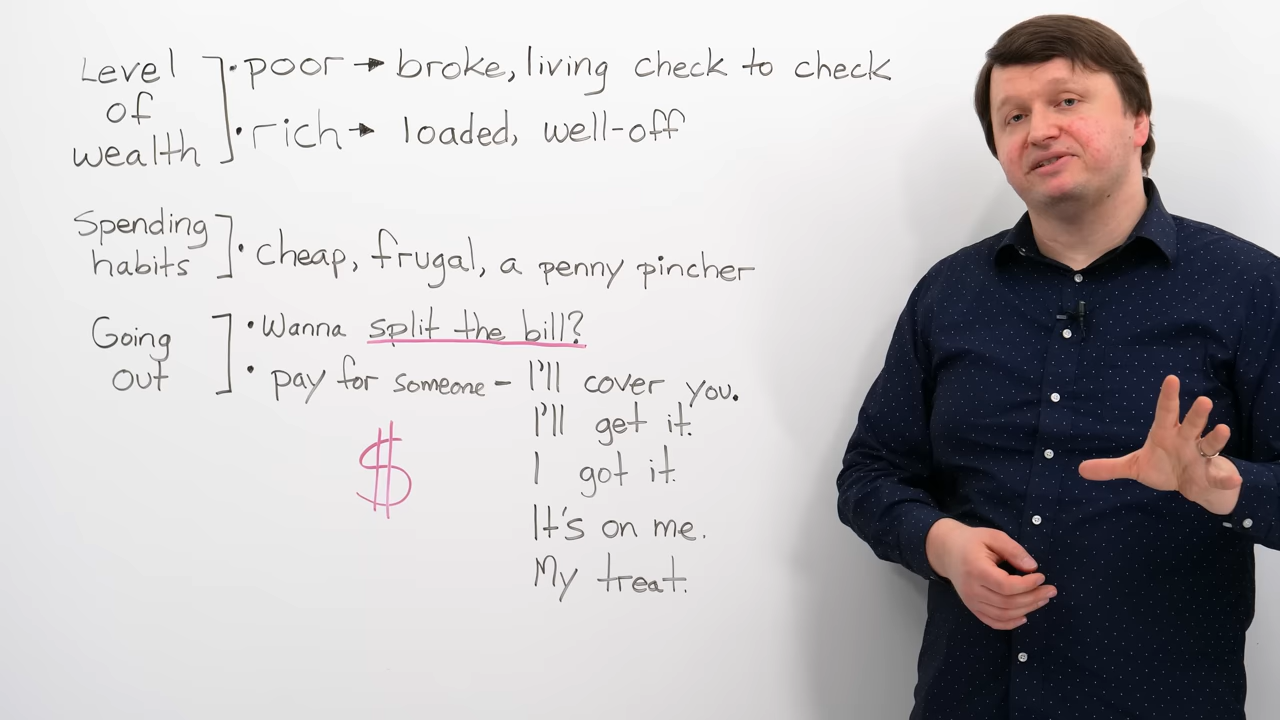 Level
of
wealth
• poor → broke, living check to check
• rich → loaded, well-off
Spending
habits
• cheap, frugal, a penny pincher
Going
out
• Wanna split the bill?
• pay for someone - I'll cover you.
I'll get it.
I got it.
It's on me.
My treat.
$